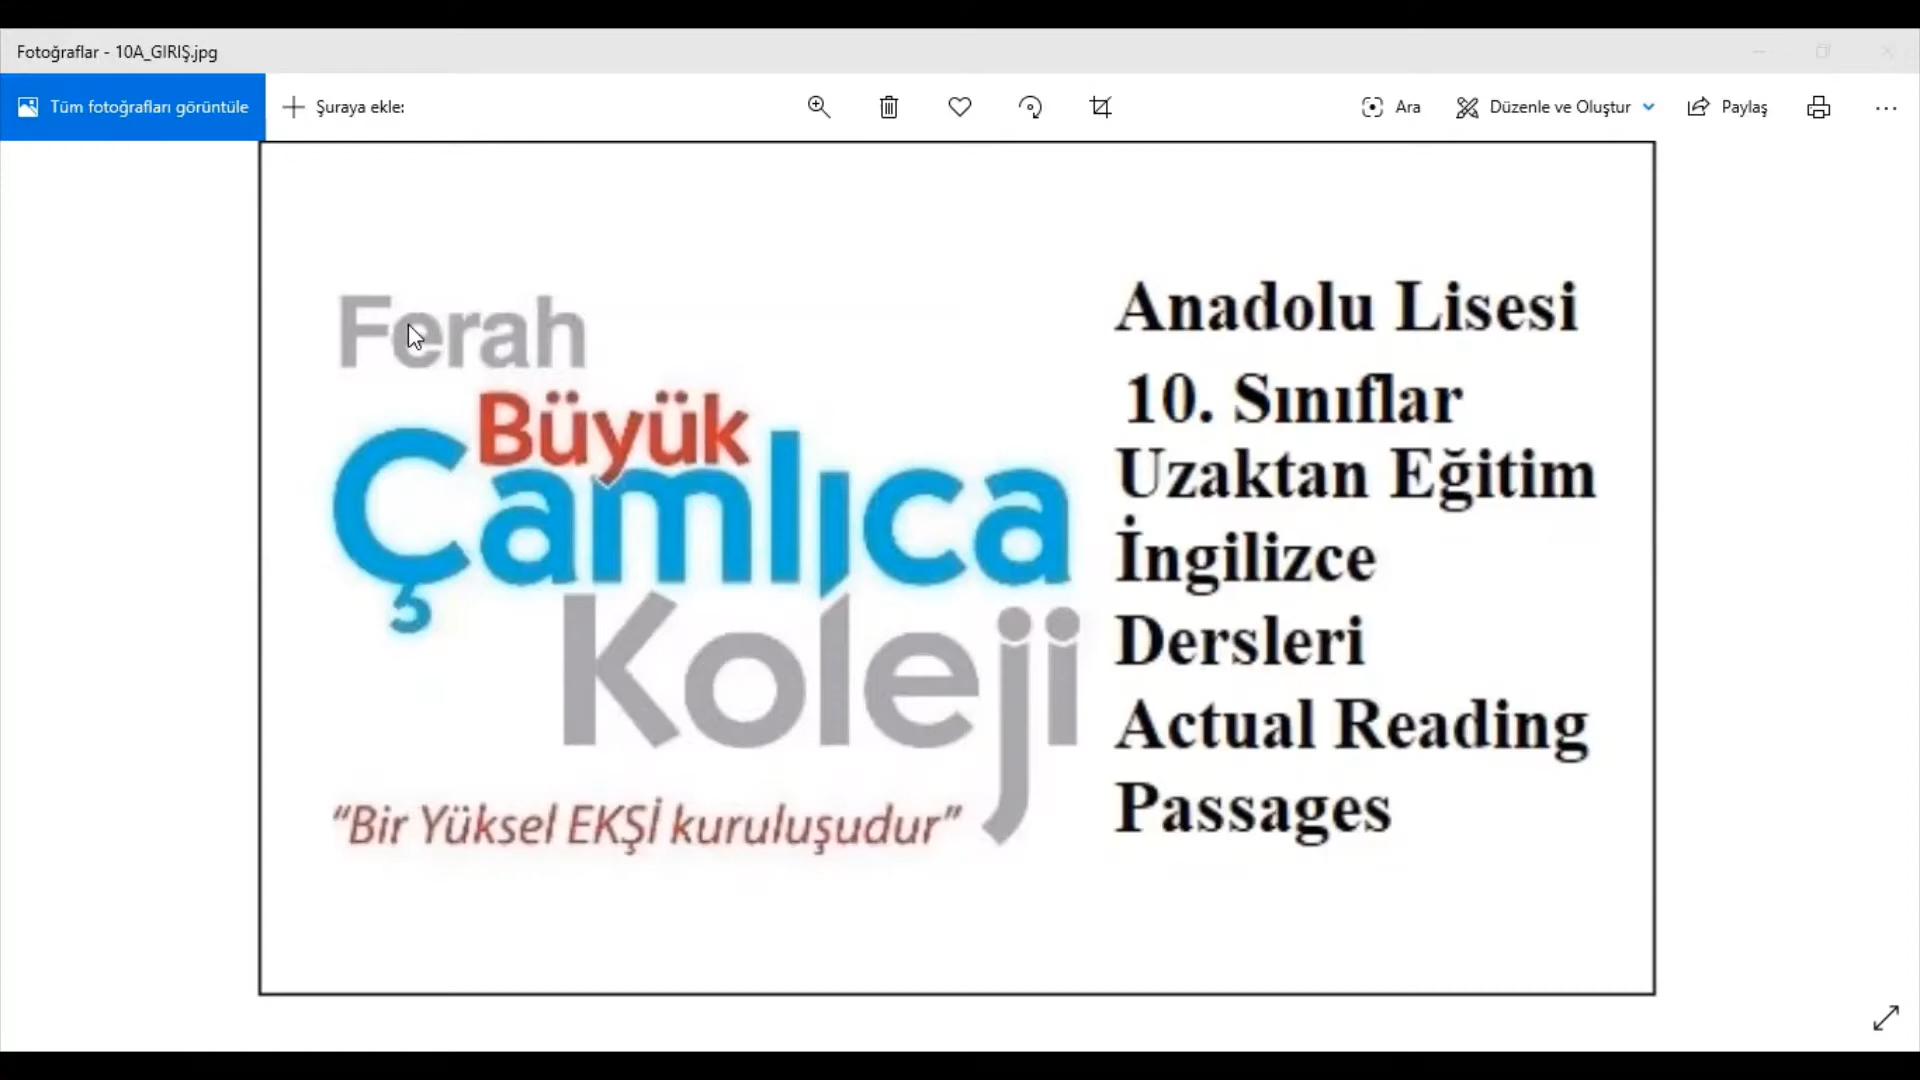 Fotoğraflar - 10A_GIRIŞ.jpg
Tüm fotoğrafları görüntüle
Şuraya ekle:
Ara
Düzenle ve Oluştur
Paylaş
Ferah
Büyük
Çamlıca
Koleji
“Bir Yüksel EKŞİ kuruluşudur”
Anadolu Lisesi
10. Sınıflar
Uzaktan Eğitim
İngilizce
Dersleri
Actual Reading
Passages